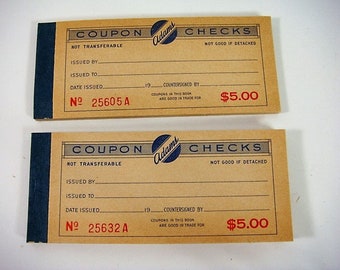 COUPON Adams CHECKS
NOT TRANSFERABLE NOT GOOD IF DETACHED
ISSUED BY
ISSUED TO
DATE ISSUED 19 COUNTERSIGNED BY
No 25605A COUPONS IN THIS BOOK ARE GOOD IN TRADE FOR $5.00
COUPON Adams CHECKS
NOT TRANSFERABLE NOT GOOD IF DETACHED
ISSUED BY
ISSUED TO
DATE ISSUED 19 COUNTERSIGNED BY
No 25632A COUPONS IN THIS BOOK ARE GOOD IN TRADE FOR $5.00